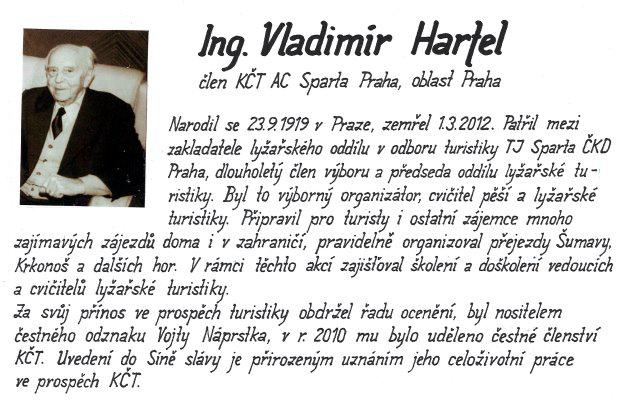 Ing. Vladimír Hartel
člen KČT AC Sparta Praha, oblast Praha
Narodil se 23.9.1919 v Praze, zemřel 1.3.2012. Patřil mezi
zakladatele lyžařského oddílu v odboru turistiky TJ Sparta ČKD
Praha, dlouholetý člen výboru a předseda oddílu lyžařské tu-
ristiky. Byl to výborný organizátor, cvičitel pěší a lyžařské
turistiky. Připravil pro turisty i ostatní zájemce mnoho
zajímavých zájezdů doma i v zahraničí, pravidelně organizoval přejezdy Šumavy,
Krkonoš a dalších hor. V rámci těchto akcí zajišťoval školení a doškolení vedoucích
a cvičitelů lyžařské turistiky.
Za svůj přínos ve prospěch turistiky obdržel řadu ocenění, byl nositelem
čestného odznaku Vojty Náprstka, v r. 2010 mu bylo uděleno čestné členství
KČT. Uvedení do Síně slávy je přirozeným uznáním jeho celoživotní práce
ve prospěch KČT.